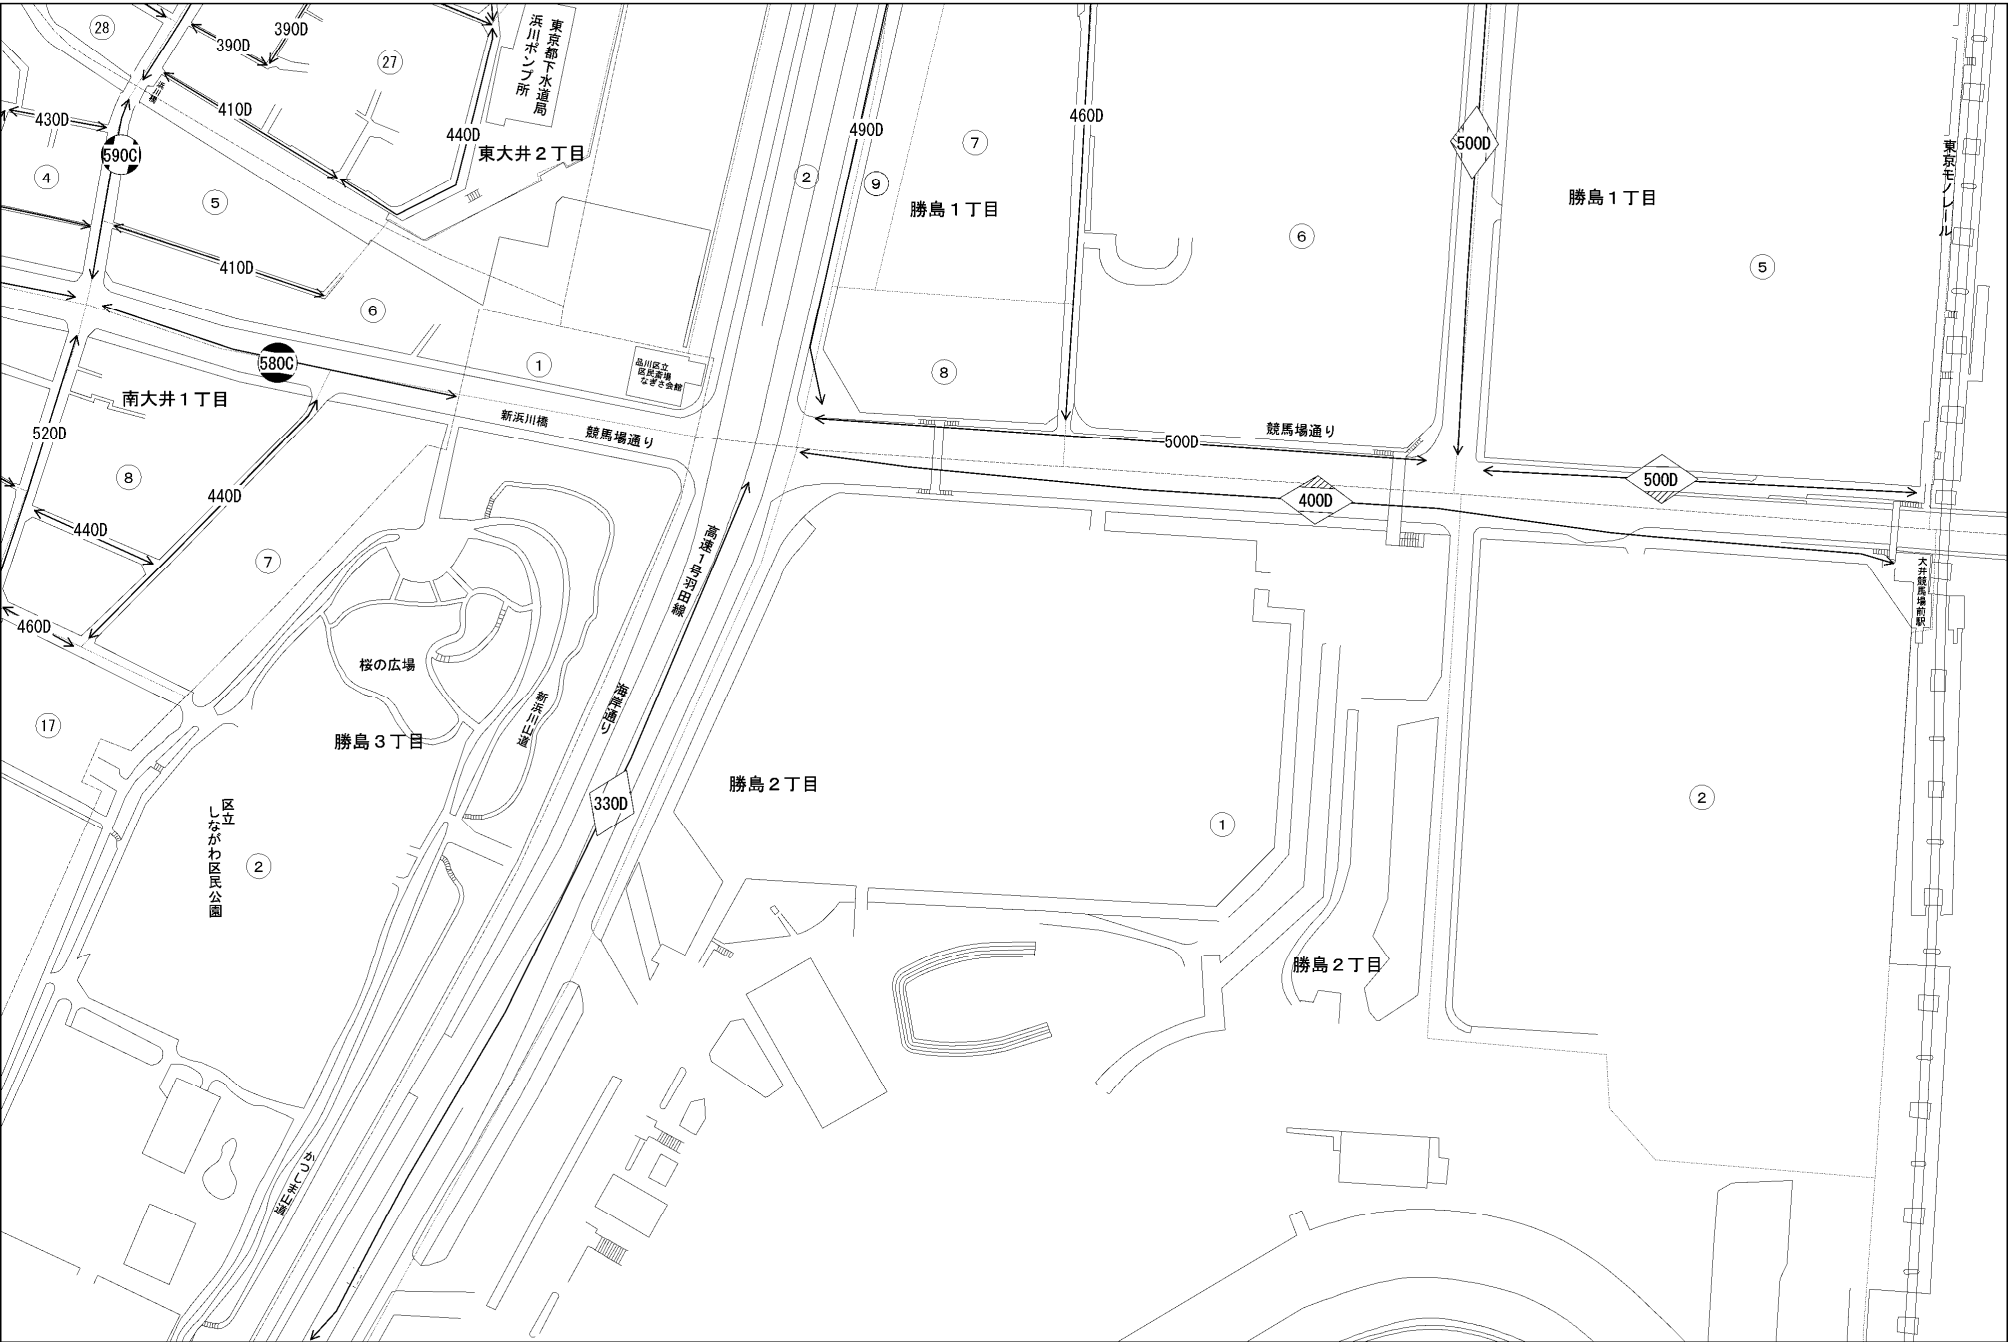 28
390D
390D
27
東京都下水道局
浜川ポンプ所
浜川橋
410D
430D
590C
440D
490D
460D
500D
東京モノレール
東大井2丁目
7
2
9
4
5
勝島1丁目
勝島1丁目
6
5
410D
6
580C
1
品川区立
区民斎場
なぎさ会館
8
南大井1丁目
新浜川橋
競馬場通り
競馬場通り
520D
500D
8
440D
400D
500D
440D
高速1号羽田線
7
大井競馬場前駅
460D
桜の広場
海岸通り
新浜川山道
17
勝島3丁目
勝島2丁目
330D
2
1
区立
しながわ区民公園
2
勝島2丁目
かつしま山道